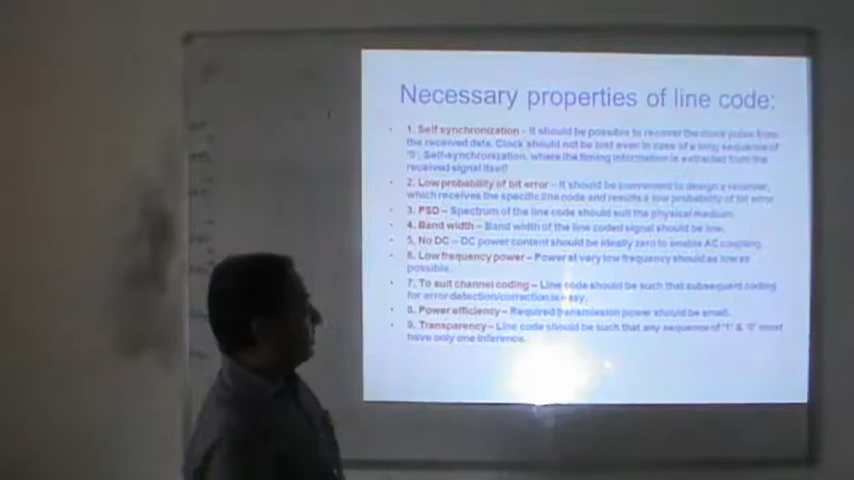 Necessary properties of line code:
1. Self synchronization - It should be possible to recover the clock pulse from
the received data. Clock should not be lost even in case of a long sequence of
'0'. Self-synchronization, where the timing information is extracted from the
received signal itself
2. Low probability of bit error – It should be convenient to design a receiver,
which receives the specific line code and results a low probability of bit error
3. PSD – Spectrum of the line code should suit the physical medium.
4. Band width – Band width of the line coded signal should be low.
5. No DC – DC power content should be ideally zero to enable AC coupling.
6. Low frequency power – Power at very low frequency should as low as
possible.
7. To suit channel coding – Line code should be such that subsequent coding
for error detection/correction is easy.
8. Power efficiency – Required transmission power should be small.
9. Transparency – Line code should be such that any sequence of '1' & '0' must
have only one inference.